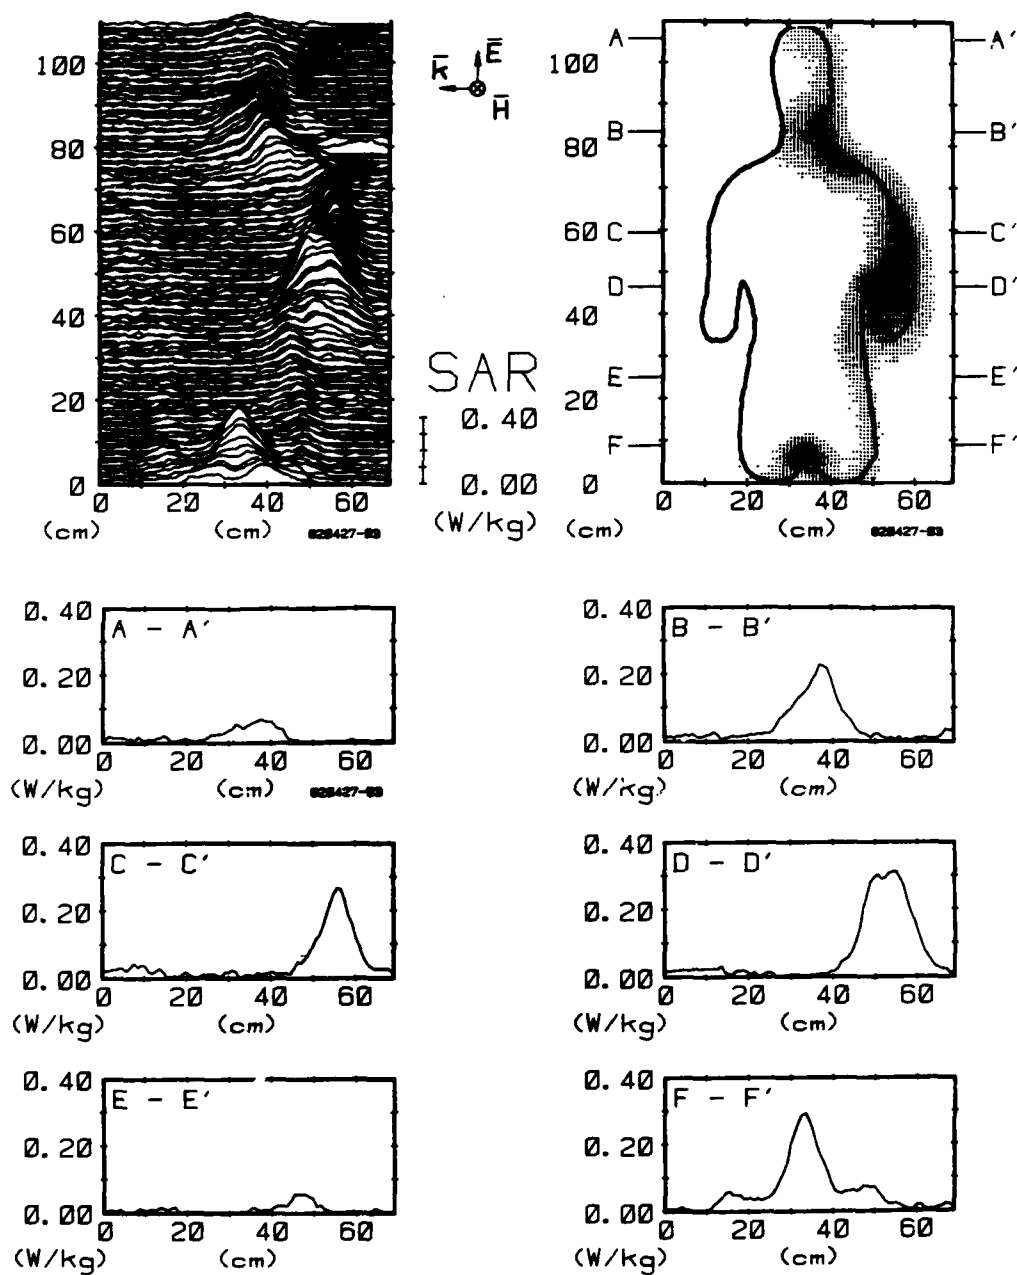 100
80
60
40
20
0
0 20 40 60
(cm) (cm)
K̄ Ē
H̄
SAR
0.40
0.00
(W/kg)
A A'
100
B B'
80
60 C C'
D D'
40
E E'
20
F F'
0
0 20 40 60
(cm) (cm)
0.40
A - A'
0.20
0.00
0 20 40 60
(W/kg) (cm)
0.40
B - B'
0.20
0.00
0 20 40 60
(W/kg) (cm)
0.40
C - C'
0.20
0.00
0 20 40 60
(W/kg) (cm)
0.40
D - D'
0.20
0.00
0 20 40 60
(W/kg) (cm)
0.40
E - E'
0.20
0.00
0 20 40 60
(W/kg) (cm)
0.40
F - F'
0.20
0.00
0 20 40 60
(W/kg) (cm)